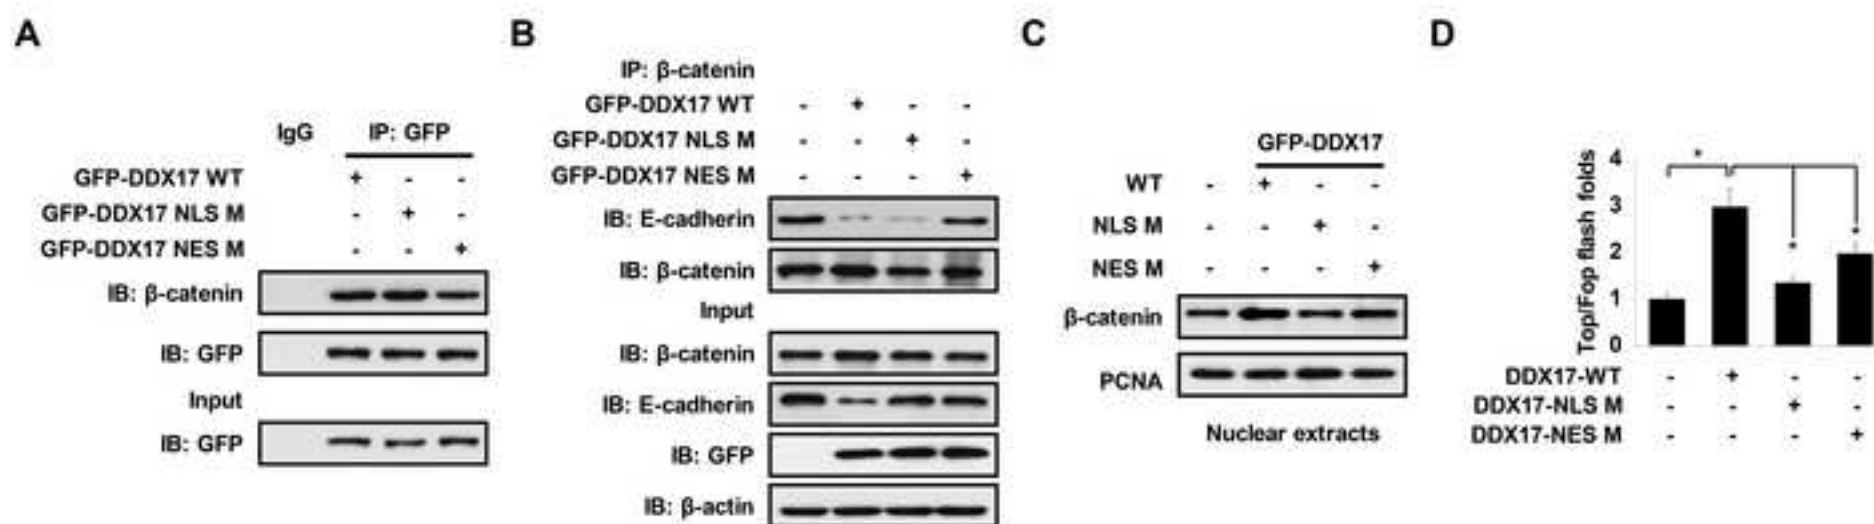 A
IgG IP: GFP
GFP-DDX17 WT + - -
GFP-DDX17 NLS M - + -
GFP-DDX17 NES M - - +
IB: β-catenin
IB: GFP
Input
IB: GFP
B
IP: β-catenin
GFP-DDX17 WT - + - -
GFP-DDX17 NLS M - - + -
GFP-DDX17 NES M - - - +
IB: E-cadherin
IB: β-catenin
Input
IB: β-catenin
IB: E-cadherin
IB: GFP
IB: β-actin
C
GFP-DDX17
WT - + - -
NLS M - - + -
NES M - - - +
β-catenin
PCNA
Nuclear extracts
D
Top/Fop flash folds
4
3
2
1
0
* * *
DDX17-WT - + - -
DDX17-NLS M - - + -
DDX17-NES M - - - +